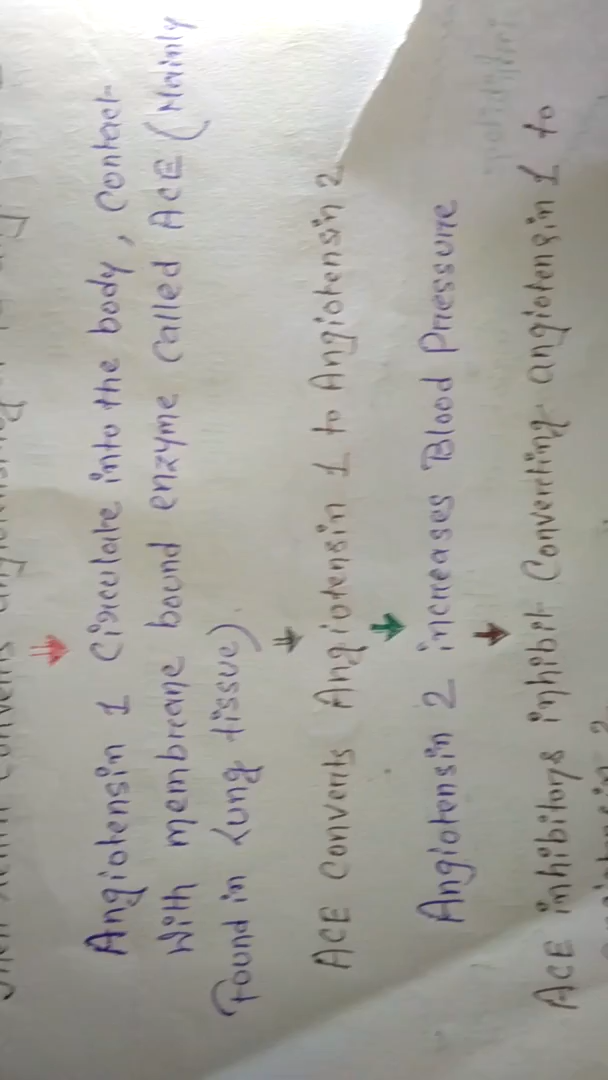 Angiotensin 1 Circulate into the body, Contact
With membrane bound enzyme called ACE (Mainly
Found in Lung tissue).
ACE Converts Angiotensin 1 to Angiotensin 2
Angiotensin 2 increases Blood Pressure
ACE inhibitors inhibit Converting angiotensin 1 to